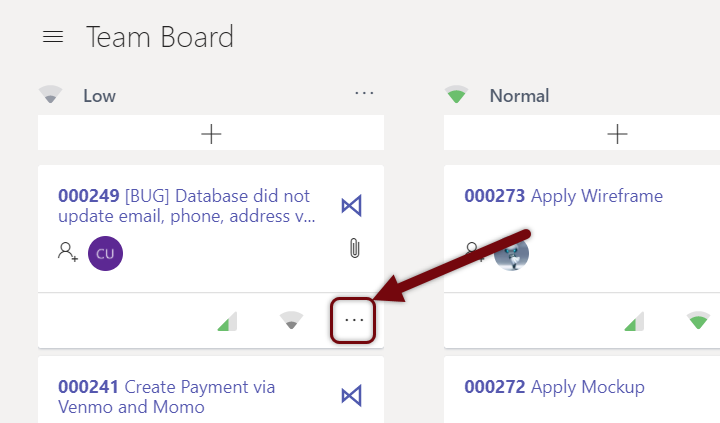 Team Board
Low
...
Normal
000249 [BUG] Database did not
update email, phone, address v...
CU
...
000241 Create Payment via
Venmo and Momo
000273 Apply Wireframe
000272 Apply Mockup